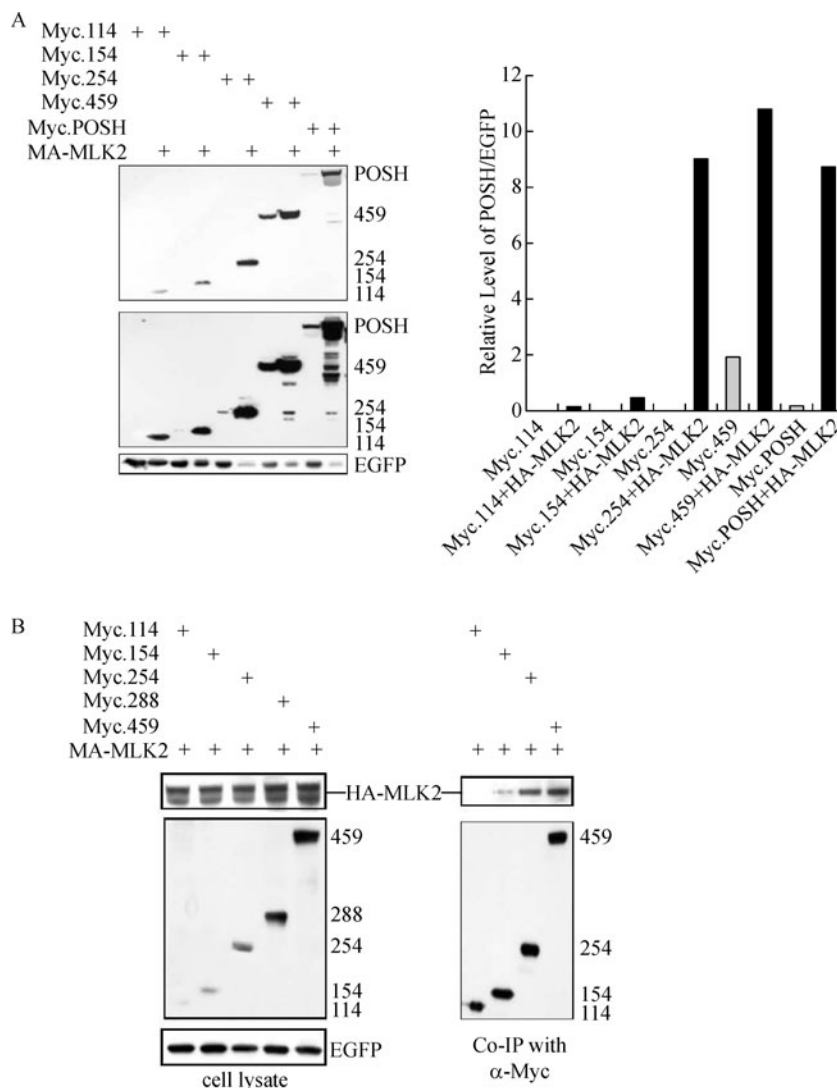 A
Myc.114 + +
Myc.154 + +
Myc.254 + +
Myc.459 + +
Myc.POSH + +
MA-MLK2 + + + + +
POSH
459
254
154
114
POSH
459
254
154
114
EGFP
Relative Level of POSH/EGFP
12
10
8
6
4
2
0
Myc.114
Myc.114+HA-MLK2
Myc.154
Myc.154+HA-MLK2
Myc.254
Myc.254+HA-MLK2
Myc.459
Myc.459+HA-MLK2
Myc.POSH
Myc.POSH+HA-MLK2
B
Myc.114 + +
Myc.154 + +
Myc.254 + +
Myc.288 +
Myc.459 + +
MA-MLK2 + + + + + + + + +
HA-MLK2
459
288
254
154
114
EGFP
cell lysate
459
254
154
114
Co-IP with
α-Myc